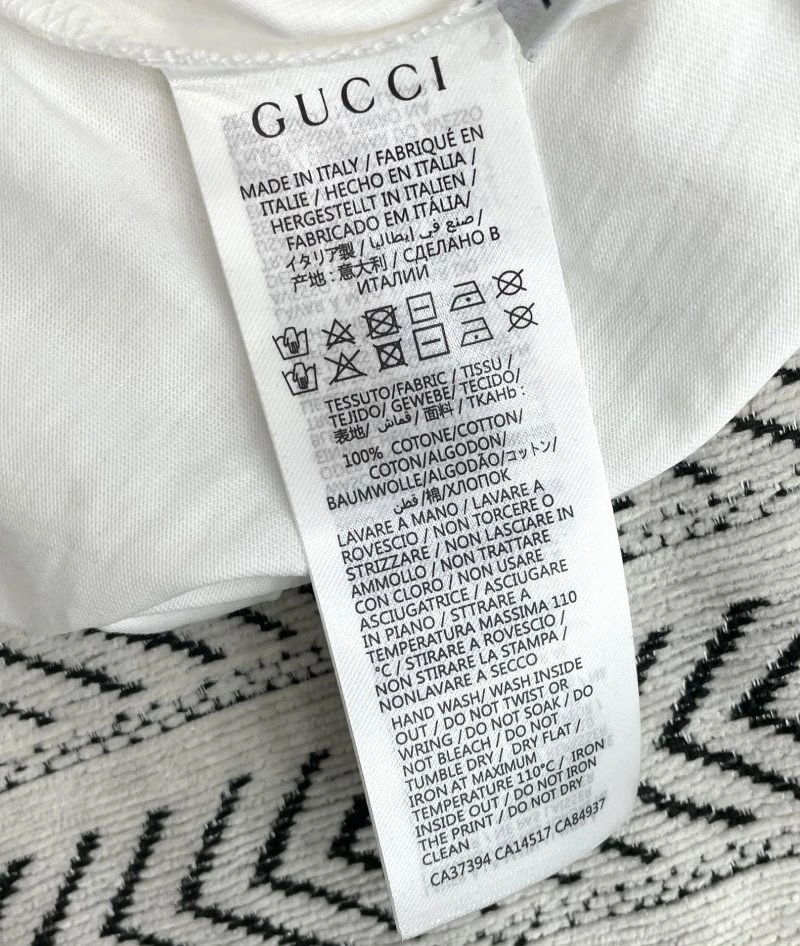 GUCCI
MADE IN ITALY / FABRIQUÉ EN
ITALIE / HECHO EN ITALIA /
HERGESTELLT IN ITALIEN /
FABRICADO EM ITÁLIA/
イタリア製 / صنع في إيطاليا /
产地 : 意大利 / СДЕЛАНО В
ИТАЛИИ
TESSUTO/FABRIC / TISSU /
TEJIDO/ GEWEBE/ TECIDO/
表地/ قماش / 面料 / ТКАНЬ :
100% COTONE/COTTON/
COTON/ALGODON/
BAUMWOLLE/ALGODÃO/コットン/
قطن /棉/ХЛОПОК
LAVARE A MANO / LAVARE A
ROVESCIO / NON TORCERE O
STRIZZARE / NON LASCIARE IN
AMMOLLO / NON TRATTARE
CON CLORO / NON USARE
ASCIUGATRICE / ASCIUGARE
IN PIANO / STTRARE A
TEMPERATURA MASSIMA 110
°C / STIRARE A ROVESCIO /
NON STIRARE LA STAMPA /
NONLAVARE A SECCO
HAND WASH/ WASH INSIDE
OUT / DO NOT TWIST OR
WRING / DO NOT SOAK / DO
NOT BLEACH / DO NOT
TUMBLE DRY / DRY FLAT /
IRON AT MAXIMUM
TEMPERATURE 110°C / IRON
INSIDE OUT / DO NOT IRON
THE PRINT / DO NOT DRY
CLEAN
CA37394 CA14517 CA84937